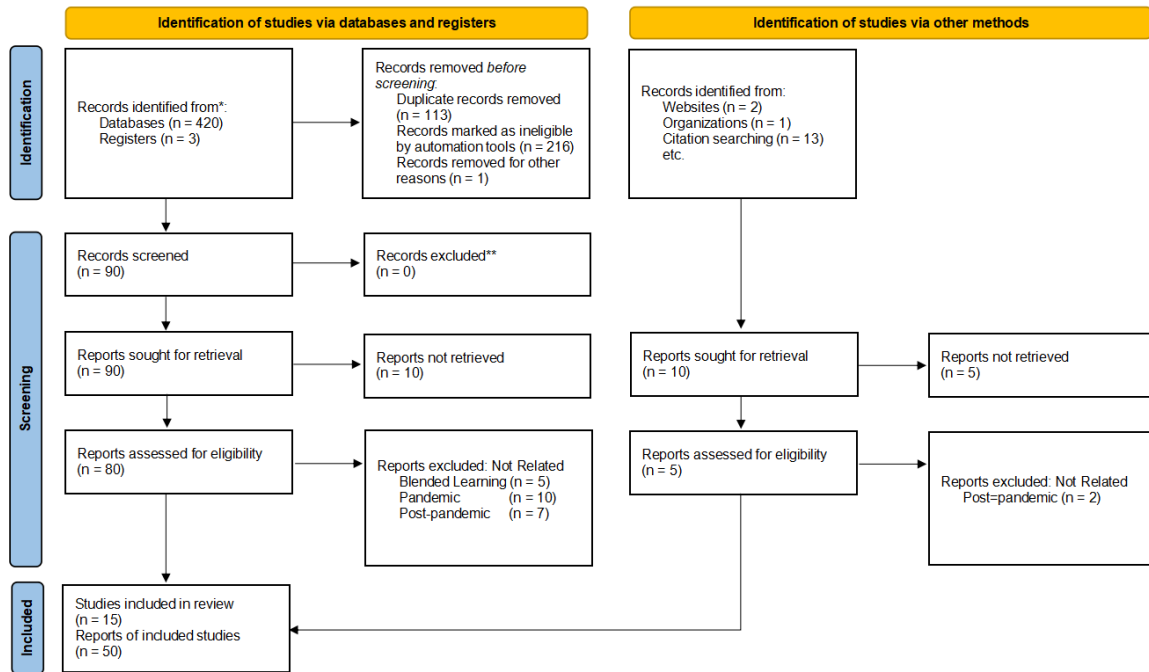 Identification of studies via databases and registers
Identification of studies via other methods
Identification
Records identified from*:
Databases (n = 420)
Registers (n = 3)
Records removed before
screening:
Duplicate records removed
(n = 113)
Records marked as ineligible
by automation tools (n = 216)
Records removed for other
reasons (n = 1)
Records identified from:
Websites (n = 2)
Organizations (n = 1)
Citation searching (n = 13)
etc.
Screening
Records screened
(n = 90)
Records excluded**
(n = 0)
Reports sought for retrieval
(n = 90)
Reports not retrieved
(n = 10)
Reports sought for retrieval
(n = 10)
Reports not retrieved
(n = 5)
Reports assessed for eligibility
(n = 80)
Reports excluded: Not Related
Blended Learning (n = 5)
Pandemic (n = 10)
Post-pandemic (n = 7)
Reports assessed for eligibility
(n = 5)
Reports excluded: Not Related
Post=pandemic (n = 2)
Included
Studies included in review
(n = 15)
Reports of included studies
(n = 50)